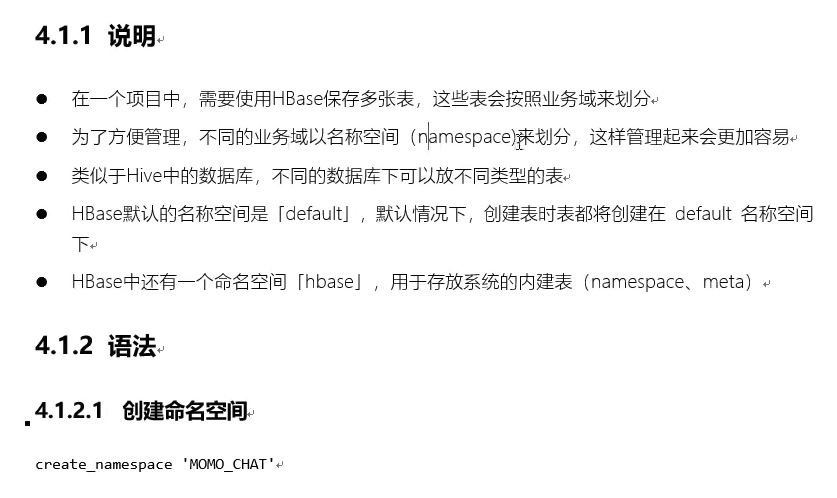 4.1.1 说明
● 在一个项目中，需要使用HBase保存多张表，这些表会按照业务域来划分
● 为了方便管理，不同的业务域以名称空间（namespace)来划分，这样管理起来会更加容易
● 类似于Hive中的数据库，不同的数据库下可以放不同类型的表
● HBase默认的名称空间是「default」，默认情况下，创建表时表都将创建在 default 名称空间
下
● HBase中还有一个命名空间「hbase」，用于存放系统的内建表（namespace、meta）
4.1.2 语法
4.1.2.1 创建命名空间
create_namespace 'MOMO_CHAT'